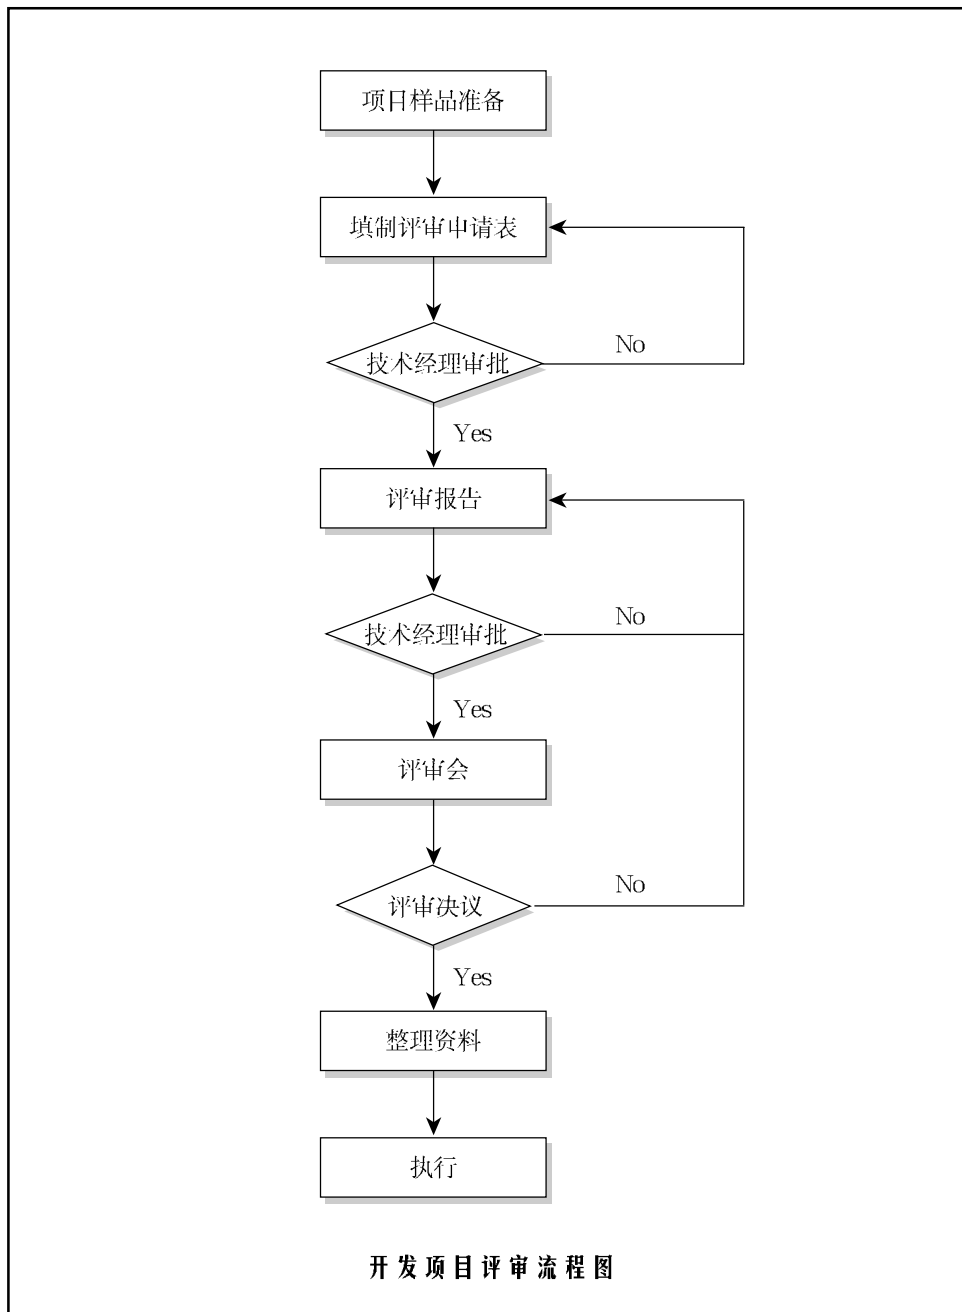 项目样品准备
填制评审申请表
技术经理审批
No
Yes
评审报告
技术经理审批
No
Yes
评审会
评审决议
No
Yes
整理资料
执行
开发项目评审流程图